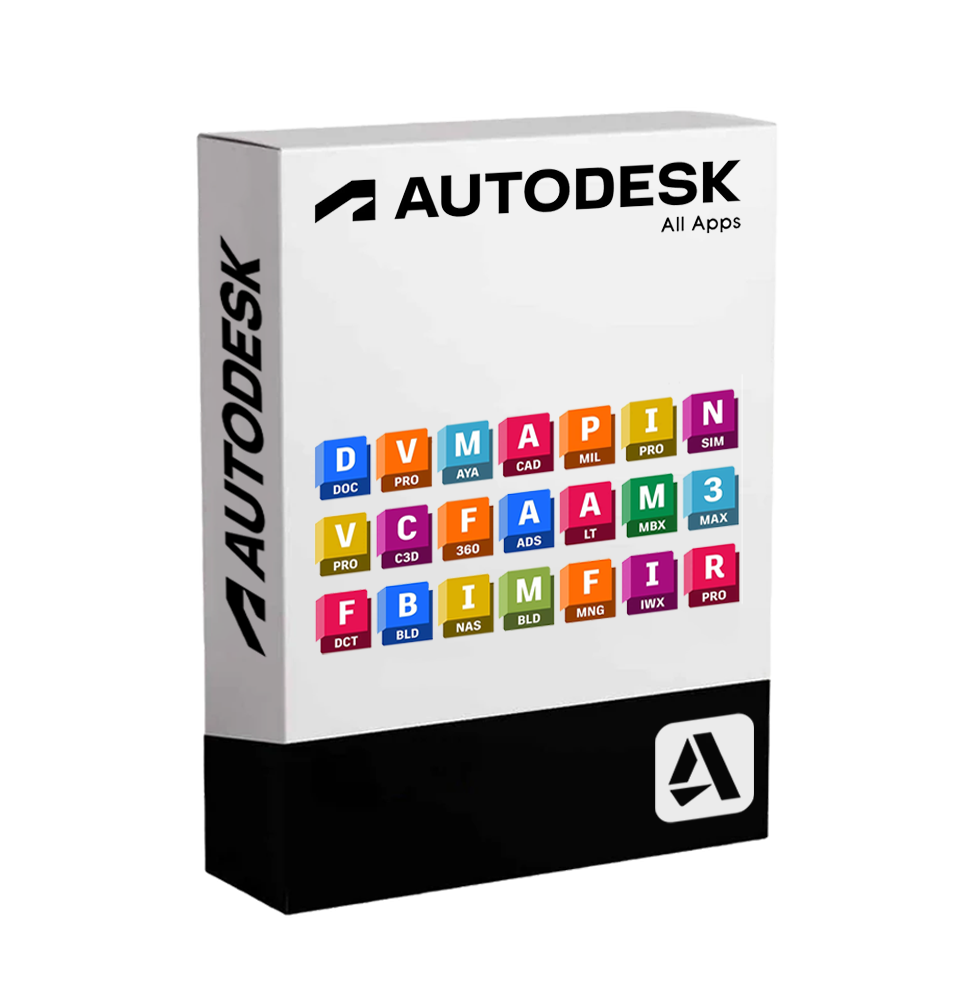 AUTODESK
All Apps
AUTODESK
D V M A P I N
DOC PRO AYA CAD MIL PRO SIM
V C F A A M 3
PRO C3D 360 ADS LT MBX MAX
F B I M F I R
DCT BLD NAS BLD MNG IWX PRO